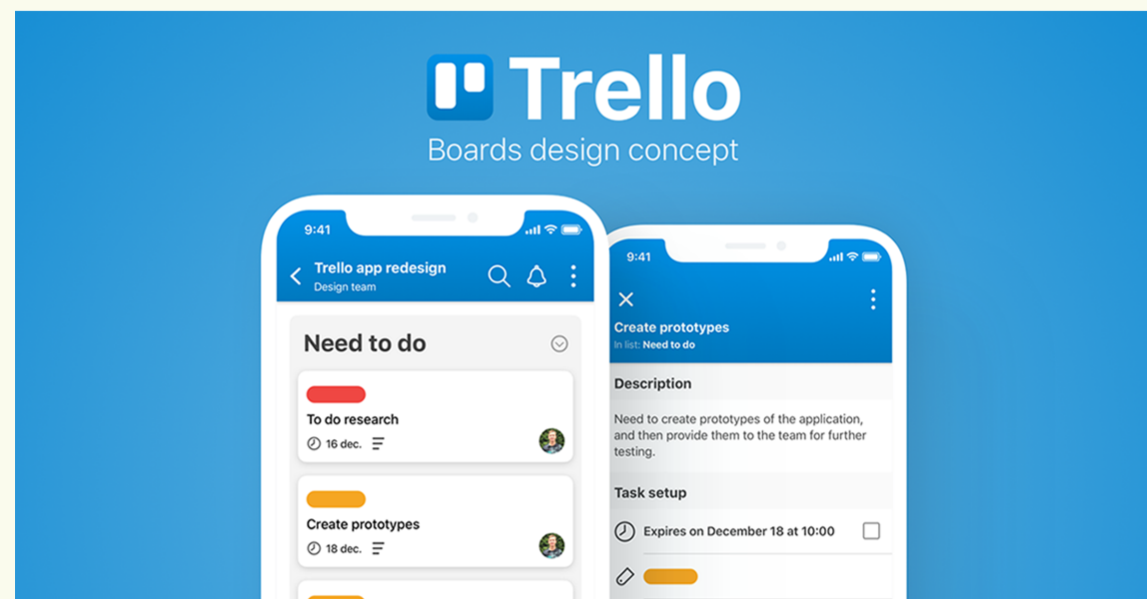 Trello
Boards design concept
9:41
Trello app redesign
Design team
Need to do
To do research
16 dec.
Create prototypes
18 dec.
9:41
Create prototypes
In list: Need to do
Description
Need to create prototypes of the application,
and then provide them to the team for further
testing.
Task setup
Expires on December 18 at 10:00